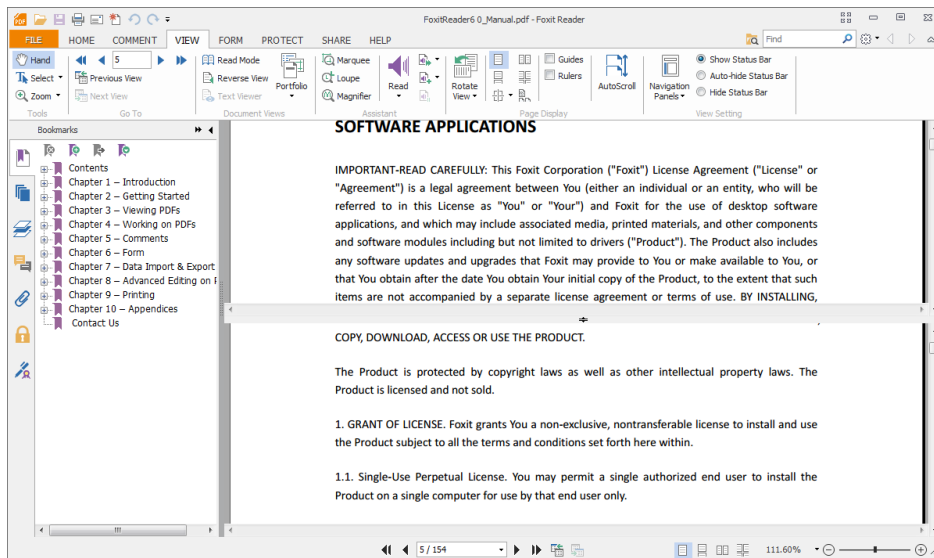 FoxitReader6 0_Manual.pdf - Foxit Reader
FILE HOME COMMENT VIEW FORM PROTECT SHARE HELP Find
Hand 5 Read Mode Marquee Guides Show Status Bar
Select Previous View Reverse View Loupe Rulers Auto-hide Status Bar
Zoom Next View Text Viewer Portfolio Magnifier Read Rotate View AutoScroll Navigation Panels Hide Status Bar
Tools Go To Document Views Assistant Page Display View Setting
Bookmarks
Contents
Chapter 1 – Introduction
Chapter 2 – Getting Started
Chapter 3 – Viewing PDFs
Chapter 4 – Working on PDFs
Chapter 5 – Comments
Chapter 6 – Form
Chapter 7 – Data Import & Export
Chapter 8 – Advanced Editing on P
Chapter 9 – Printing
Chapter 10 – Appendices
Contact Us
SOFTWARE APPLICATIONS
IMPORTANT-READ CAREFULLY: This Foxit Corporation ("Foxit") License Agreement ("License" or
"Agreement") is a legal agreement between You (either an individual or an entity, who will be
referred to in this License as "You" or "Your") and Foxit for the use of desktop software
applications, and which may include associated media, printed materials, and other components
and software modules including but not limited to drivers ("Product"). The Product also includes
any software updates and upgrades that Foxit may provide to You or make available to You, or
that You obtain after the date You obtain Your initial copy of the Product, to the extent that such
items are not accompanied by a separate license agreement or terms of use. BY INSTALLING,
COPY, DOWNLOAD, ACCESS OR USE THE PRODUCT.
The Product is protected by copyright laws as well as other intellectual property laws. The
Product is licensed and not sold.
1. GRANT OF LICENSE. Foxit grants You a non-exclusive, nontransferable license to install and use
the Product subject to all the terms and conditions set forth here within.
1.1. Single-Use Perpetual License. You may permit a single authorized end user to install the
Product on a single computer for use by that end user only.
5 / 154 111.60%